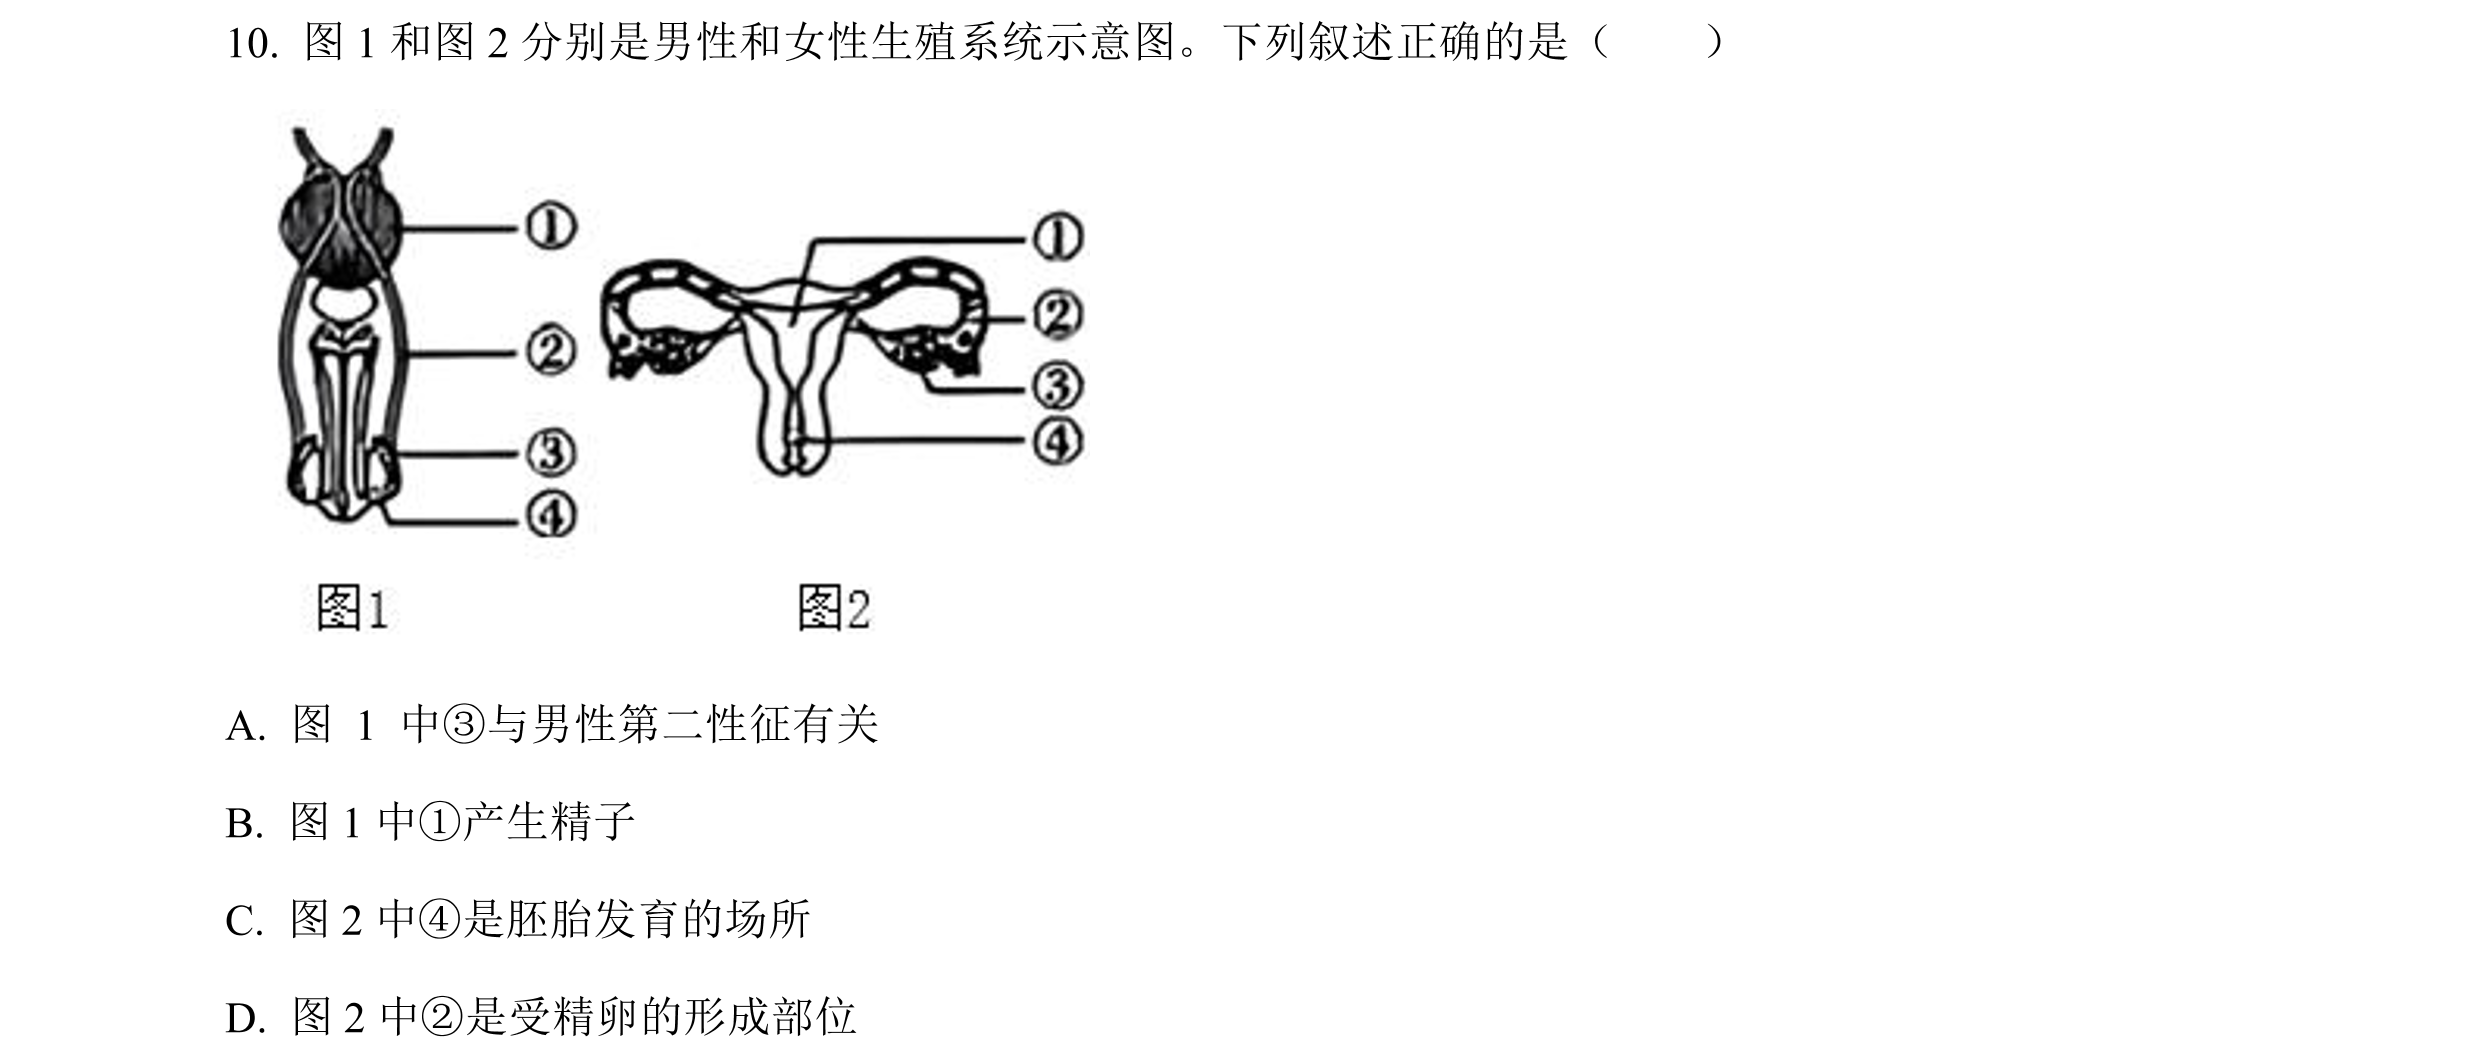 10. 图 1 和图 2 分别是男性和女性生殖系统示意图。下列叙述正确的是（　　）
①
②
③
④
图1
①
②
③
④
图2
A. 图 1 中③与男性第二性征有关
B. 图 1 中①产生精子
C. 图 2 中④是胚胎发育的场所
D. 图 2 中②是受精卵的形成部位